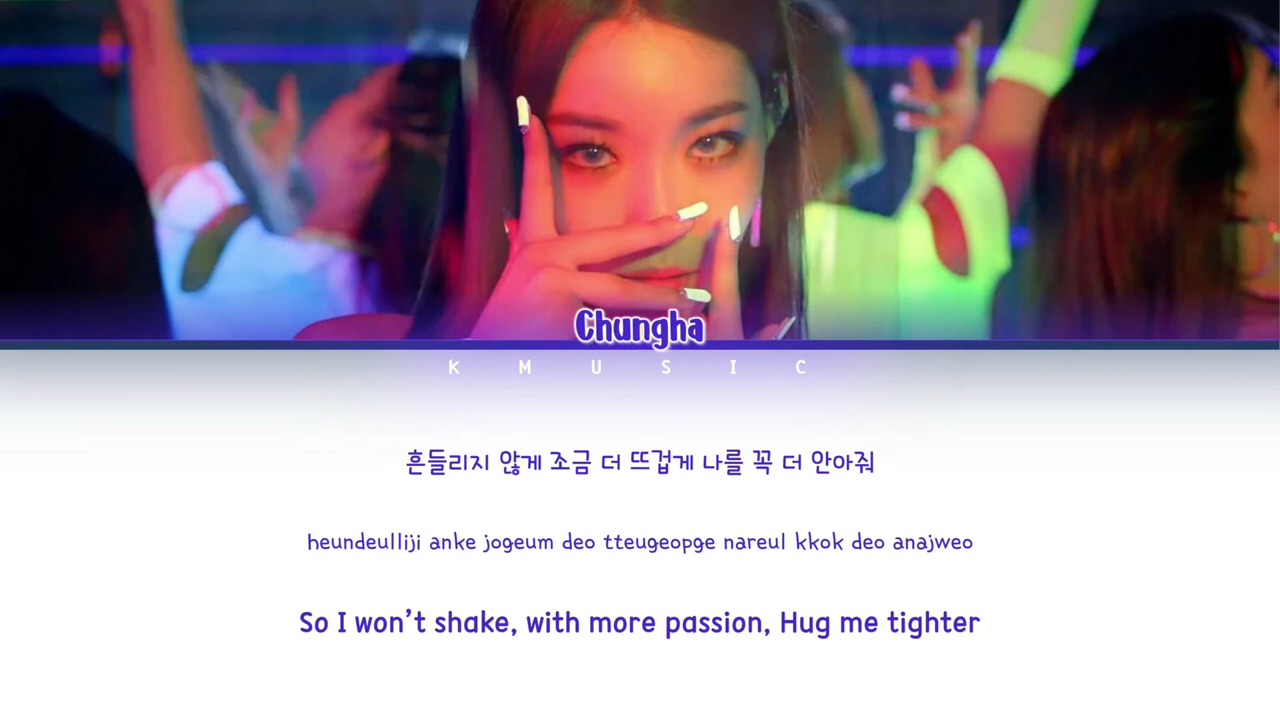 Chungha
K M U S I C
흔들리지 않게 조금 더 뜨겁게 나를 꼭 더 안아줘
heundeulliji anke jogeum deo tteugeopge nareul kkok deo anajweo
So I won’t shake, with more passion, Hug me tighter